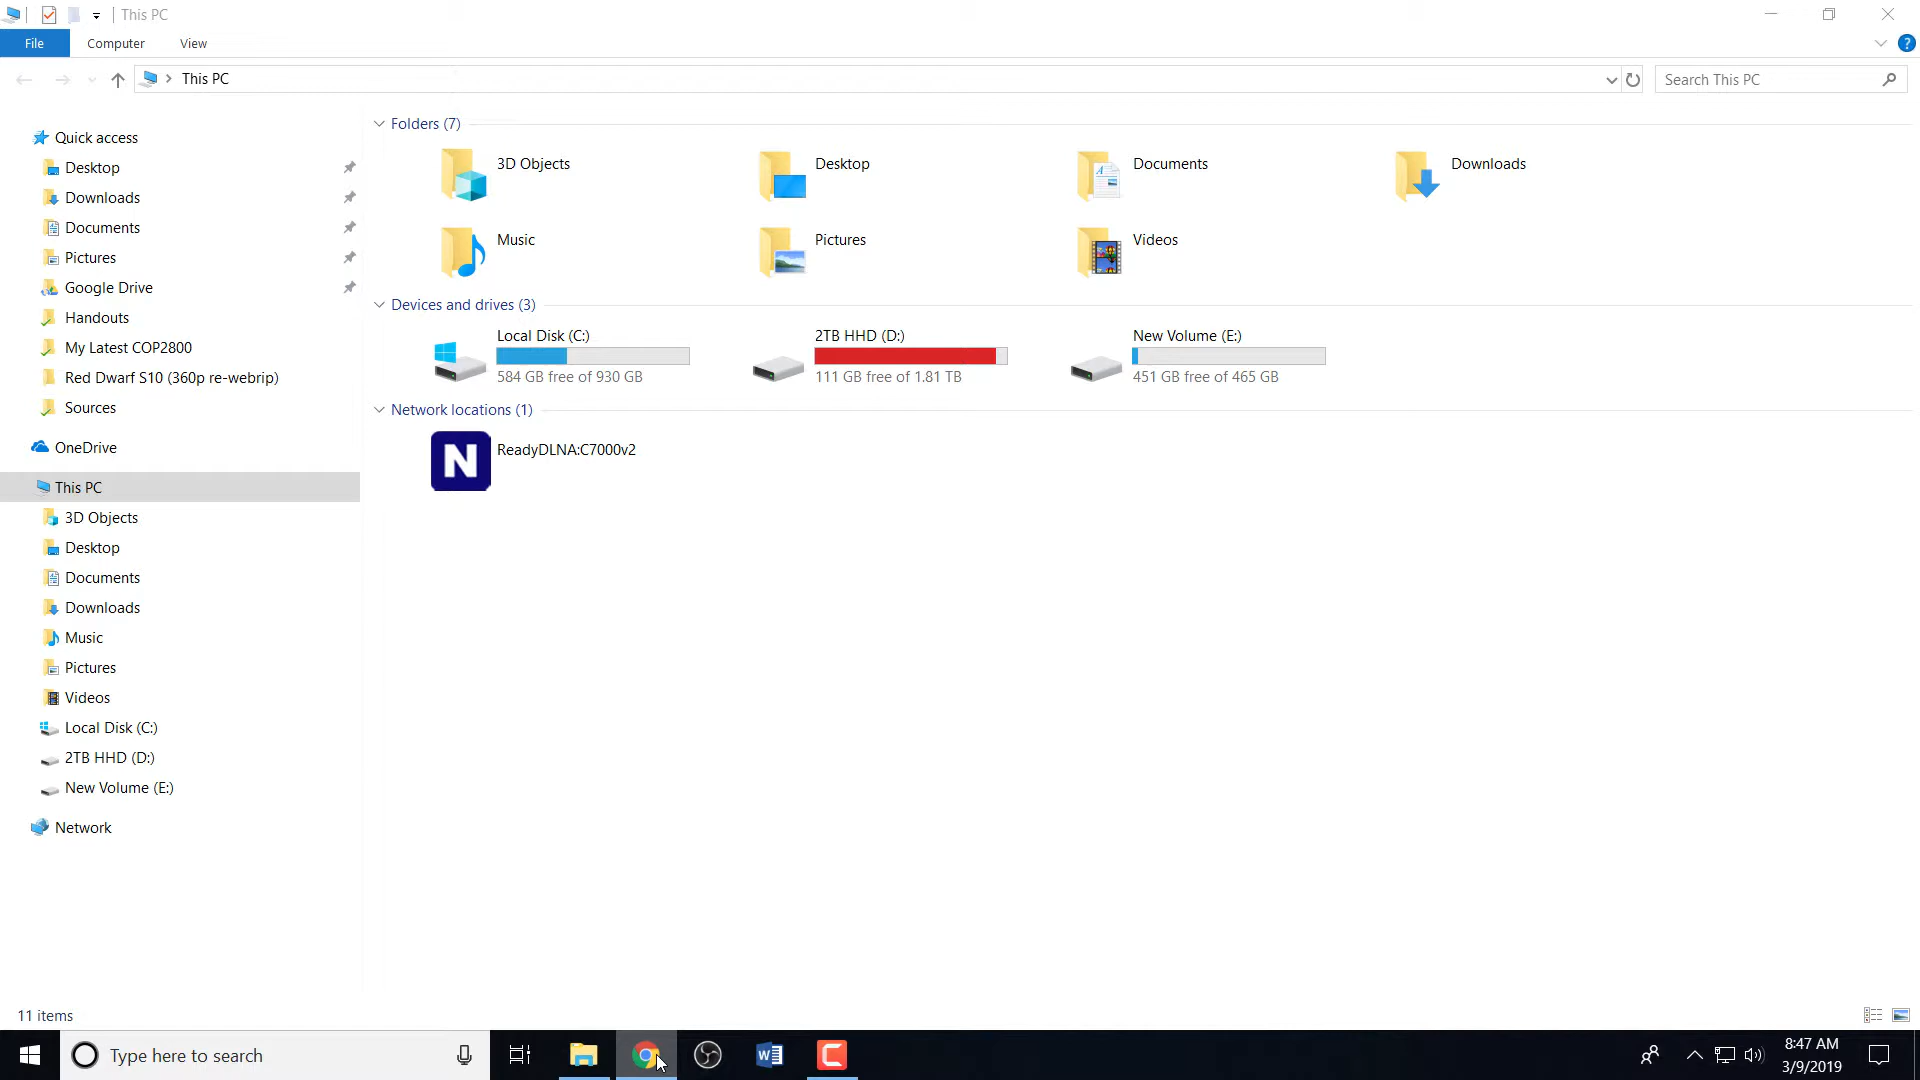 This PC
File Computer View
This PC
Search This PC
Quick access
Desktop
Downloads
Documents
Pictures
Google Drive
Handouts
My Latest COP2800
Red Dwarf S10 (360p re-webrip)
Sources
OneDrive
This PC
3D Objects
Desktop
Documents
Downloads
Music
Pictures
Videos
Local Disk (C:)
2TB HHD (D:)
New Volume (E:)
Network
Folders (7)
3D Objects Desktop Documents Downloads
Music Pictures Videos
Devices and drives (3)
Local Disk (C:) 2TB HHD (D:) New Volume (E:)
584 GB free of 930 GB 111 GB free of 1.81 TB 451 GB free of 465 GB
Network locations (1)
N ReadyDLNA:C7000v2
11 items
Type here to search
8:47 AM
3/9/2019